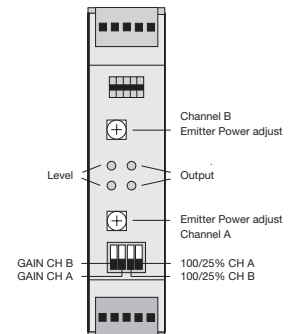 Channel B
Emitter Power adjust
Level
Output
Emitter Power adjust
Channel A
GAIN CH B
100/25% CH A
GAIN CH A
100/25% CH B